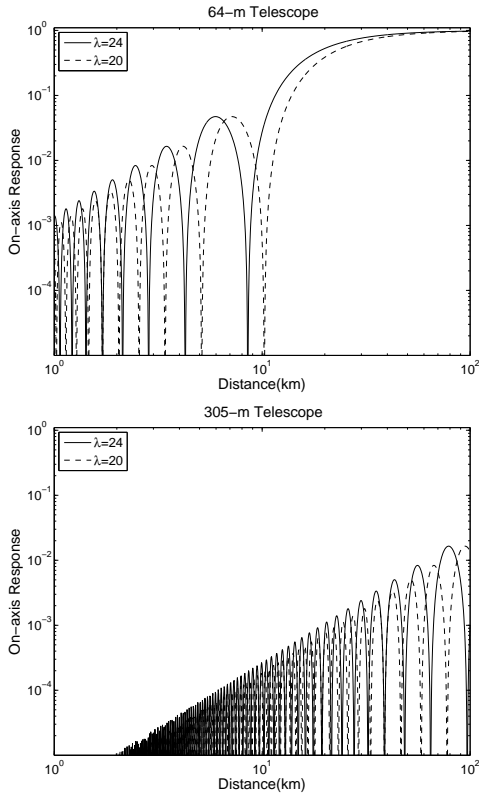 64−m Telescope
10^0
λ=24
λ=20
10^−1
10^−2
10^−3
10^−4
On−axis Response
10^0
10^1
10^2
Distance(km)
305−m Telescope
10^0
λ=24
λ=20
10^−1
10^−2
10^−3
10^−4
On−axis Response
10^0
10^1
10^2
Distance(km)